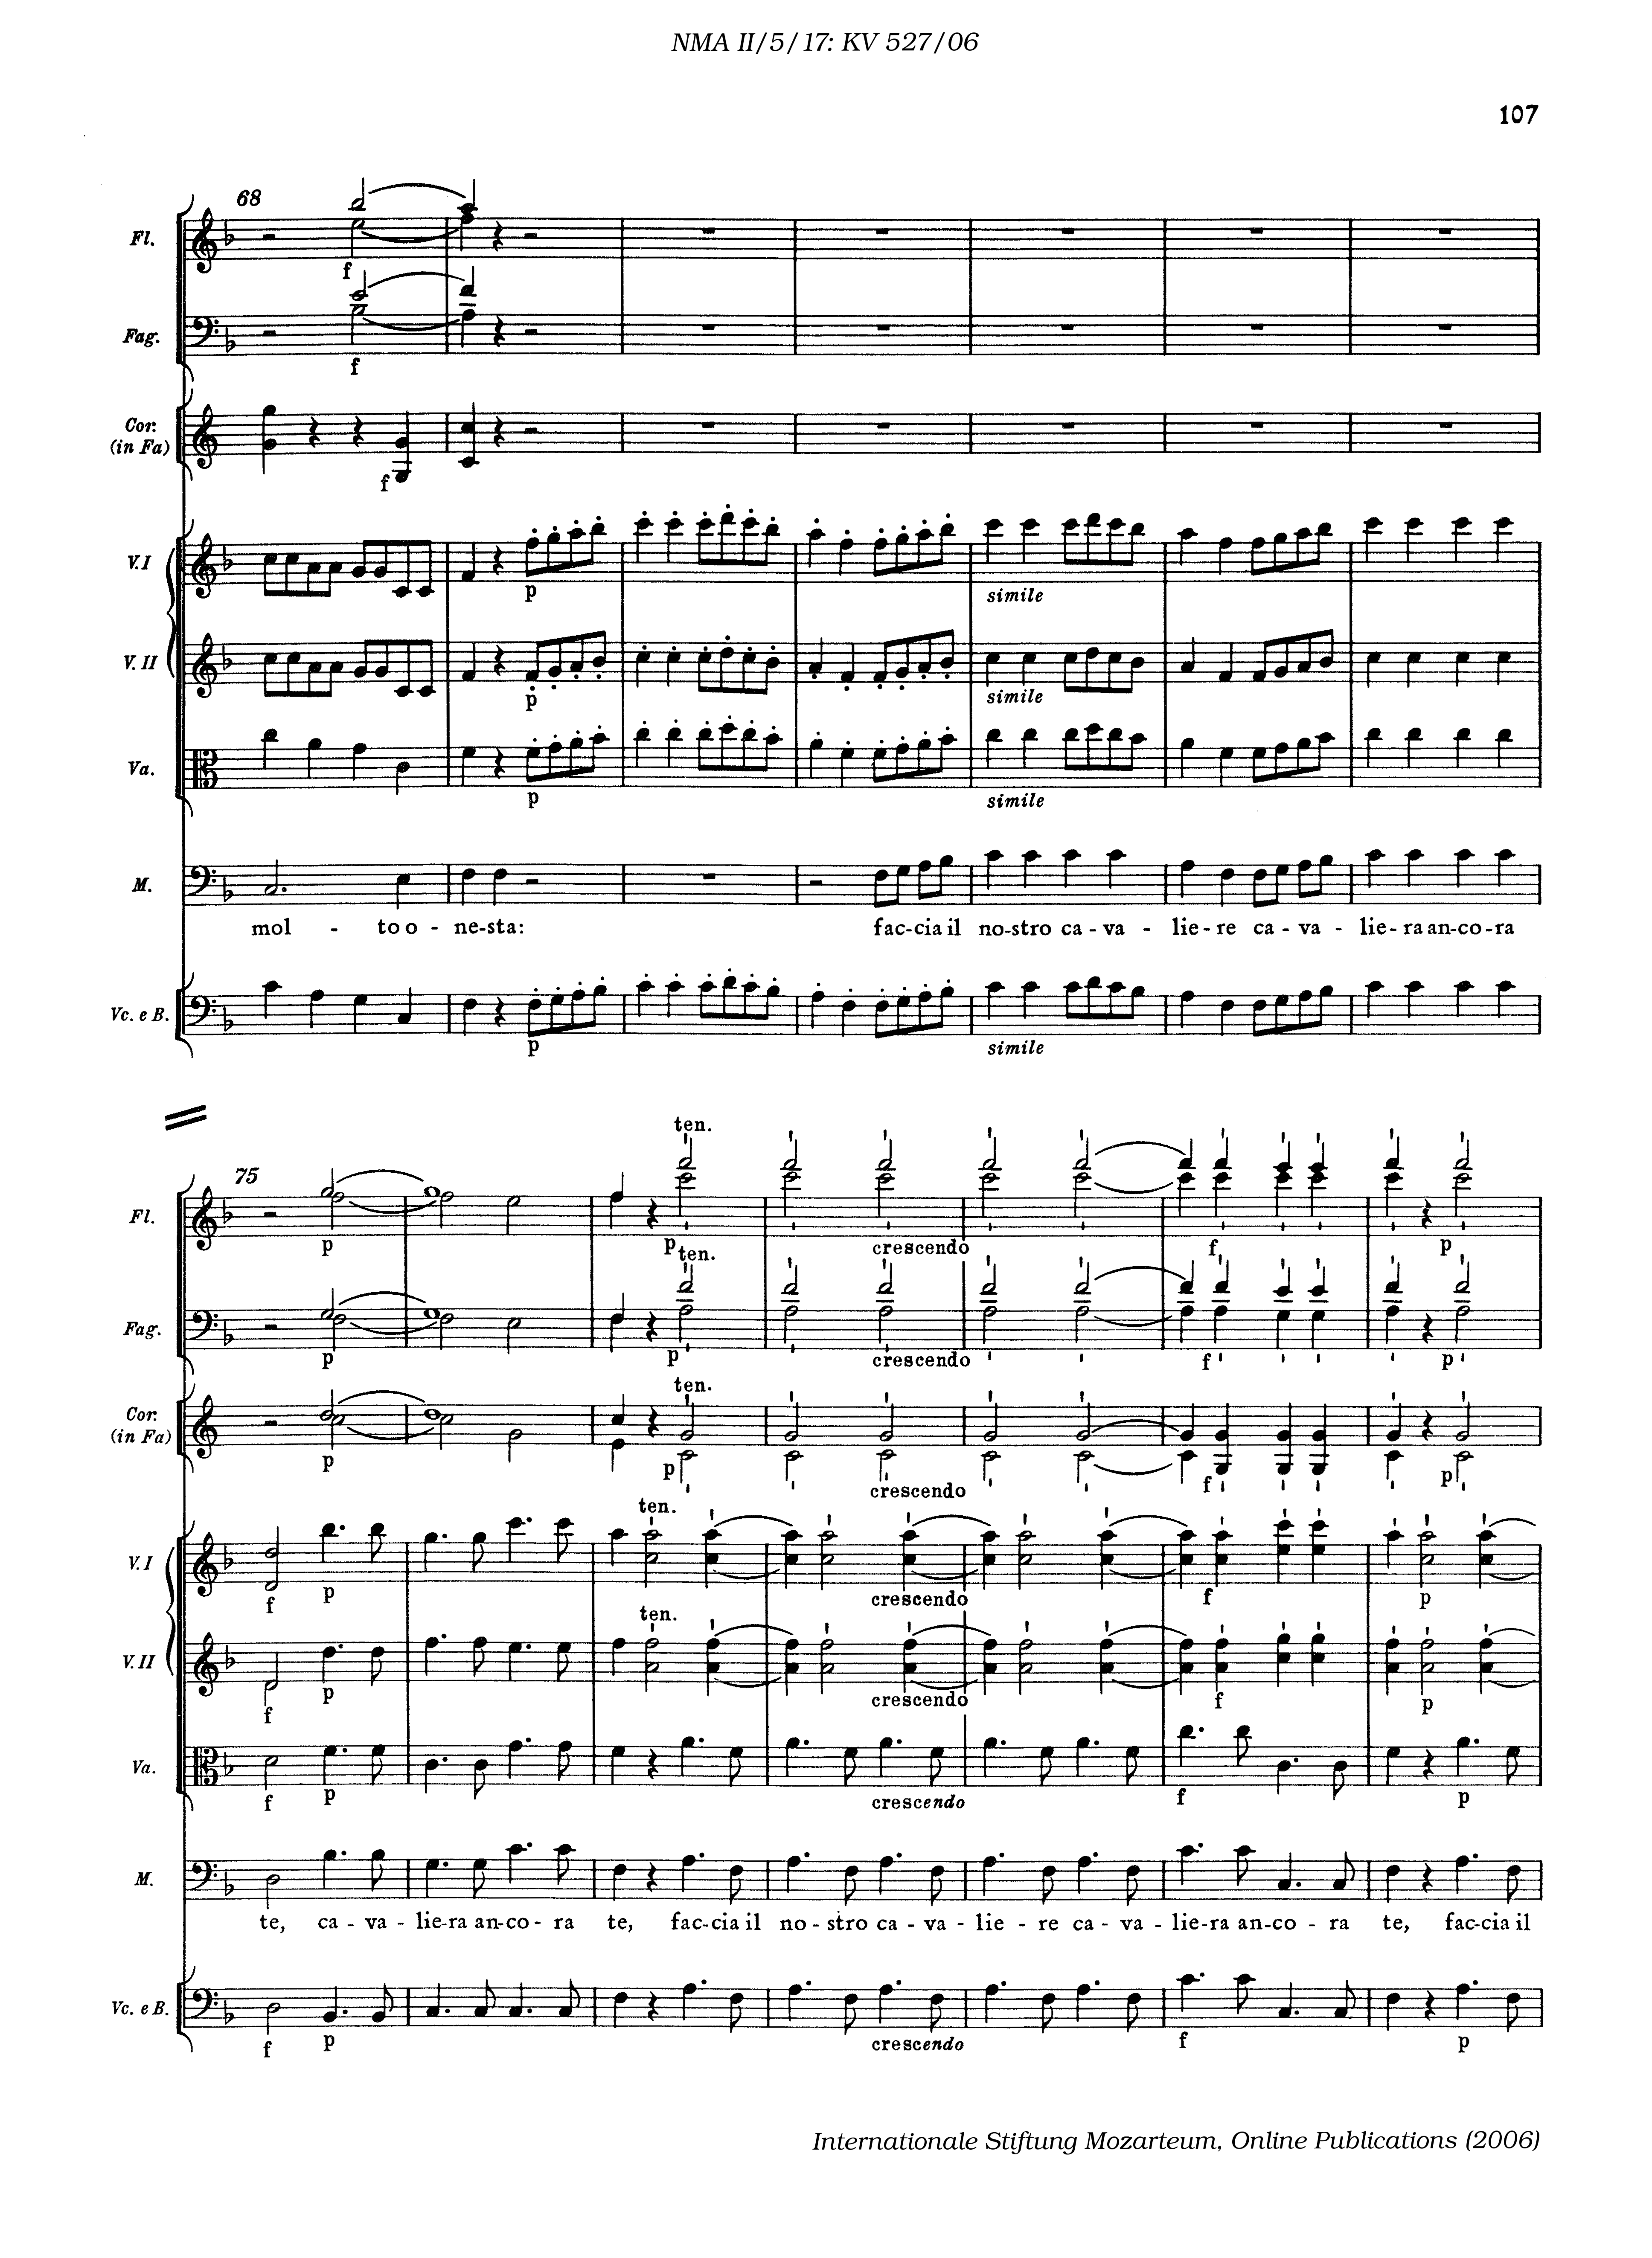 NMA II/5/17: KV 527/06
107
68
Fl.
f
Fag.
f
Cor.
(in Fa)
f
V.I
p
simile
V. II
p
simile
Va.
p
simile
M.
mol - to o - ne-sta: fac-cia il no-stro ca - va - lie - re ca - va - lie - ra an-co-ra
Vc. e B.
p
simile
ten.
75
Fl.
p p crescendo f p
ten.
Fag.
p p crescendo f p
ten.
Cor.
(in Fa)
p p crescendo f p
ten.
V. I
f p crescendo f p
ten.
V. II
f p crescendo f p
Va.
f p crescendo f p
M.
te, ca - va - lie-ra an-co - ra te, fac-cia il no - stro ca - va - lie - re ca - va - lie-ra an-co - ra te, fac-cia il
Vc. e B.
f p crescendo f p
Internationale Stiftung Mozarteum, Online Publications (2006)